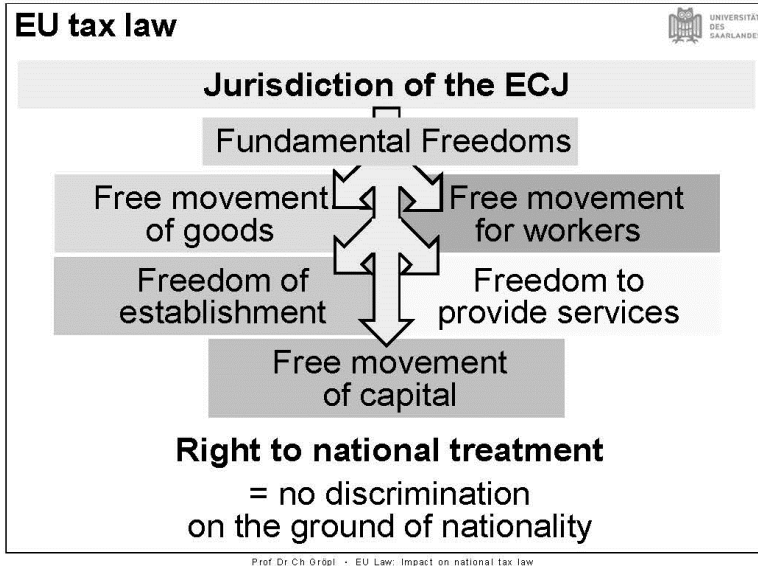 EU tax law
UNIVERSITÄT
DES
SAARLANDES
Jurisdiction of the ECJ
Fundamental Freedoms
Free movement
of goods
Free movement
for workers
Freedom of
establishment
Freedom to
provide services
Free movement
of capital
Right to national treatment
= no discrimination
on the ground of nationality
Prof Dr Ch Gröpl • EU Law: Impact on national tax law